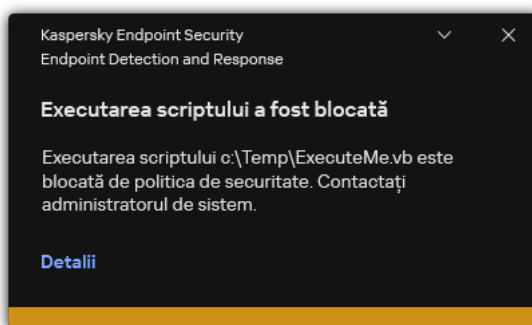 Kaspersky Endpoint Security
Endpoint Detection and Response
Executarea scriptului a fost blocată
Executarea scriptului c:\Temp\ExecuteMe.vb este
blocată de politica de securitate. Contactați
administratorul de sistem.
Detalii